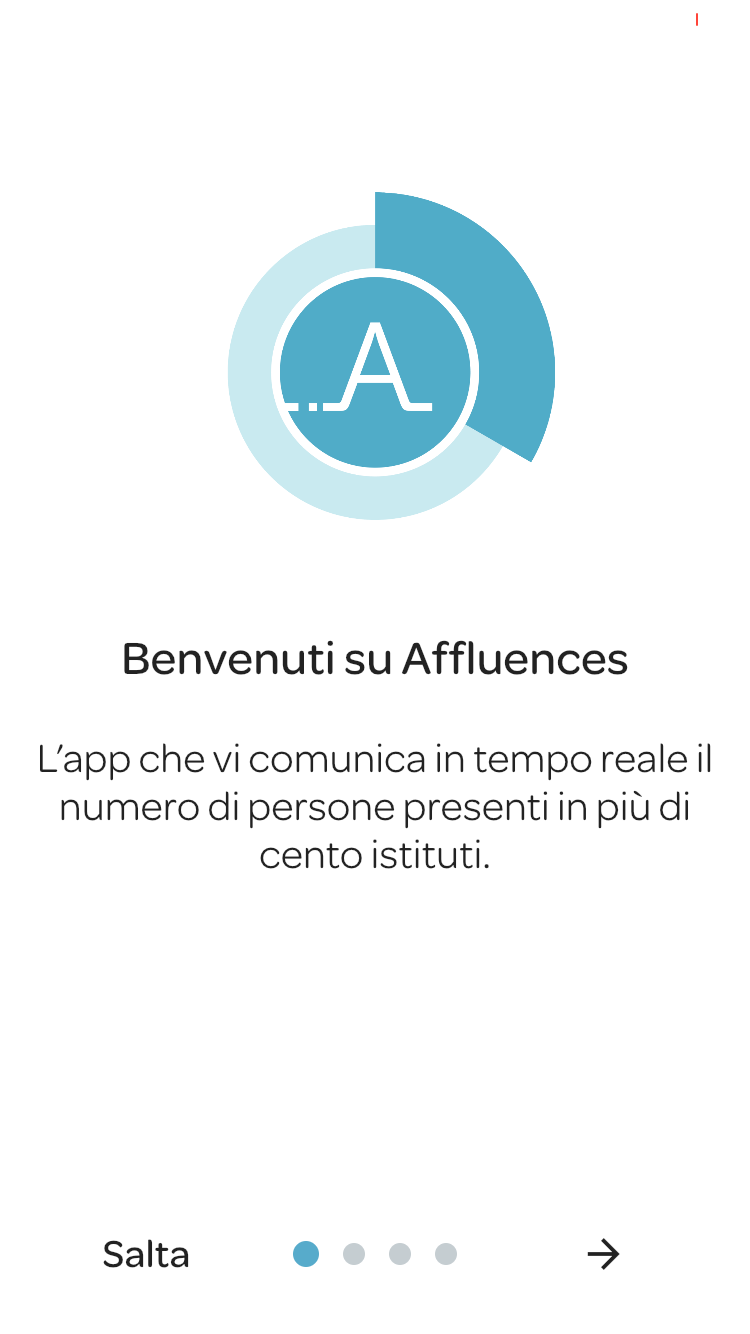 A
Benvenuti su Affluences
L'app che vi comunica in tempo reale il
numero di persone presenti in più di
cento istituti.
Salta